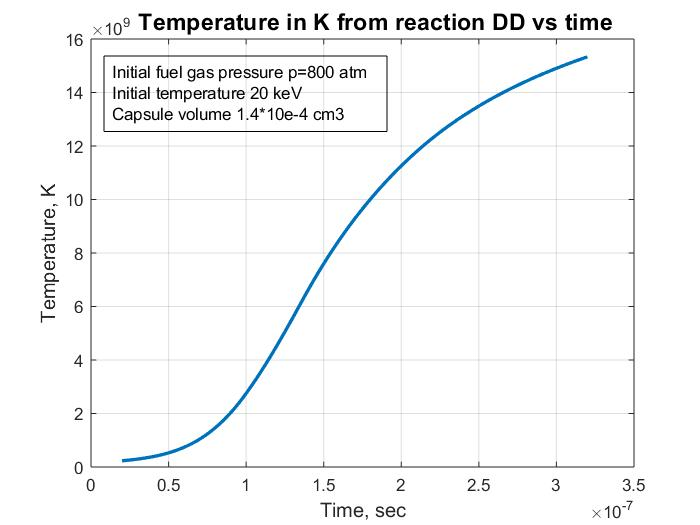 ×10⁹ Temperature in K from reaction DD vs time
16
Initial fuel gas pressure p=800 atm
Initial temperature 20 keV
Capsule volume 1.4*10e-4 cm3
14
12
10
8
6
4
2
0
Temperature, K
0 0.5 1 1.5 2 2.5 3 3.5
Time, sec
×10⁻⁷